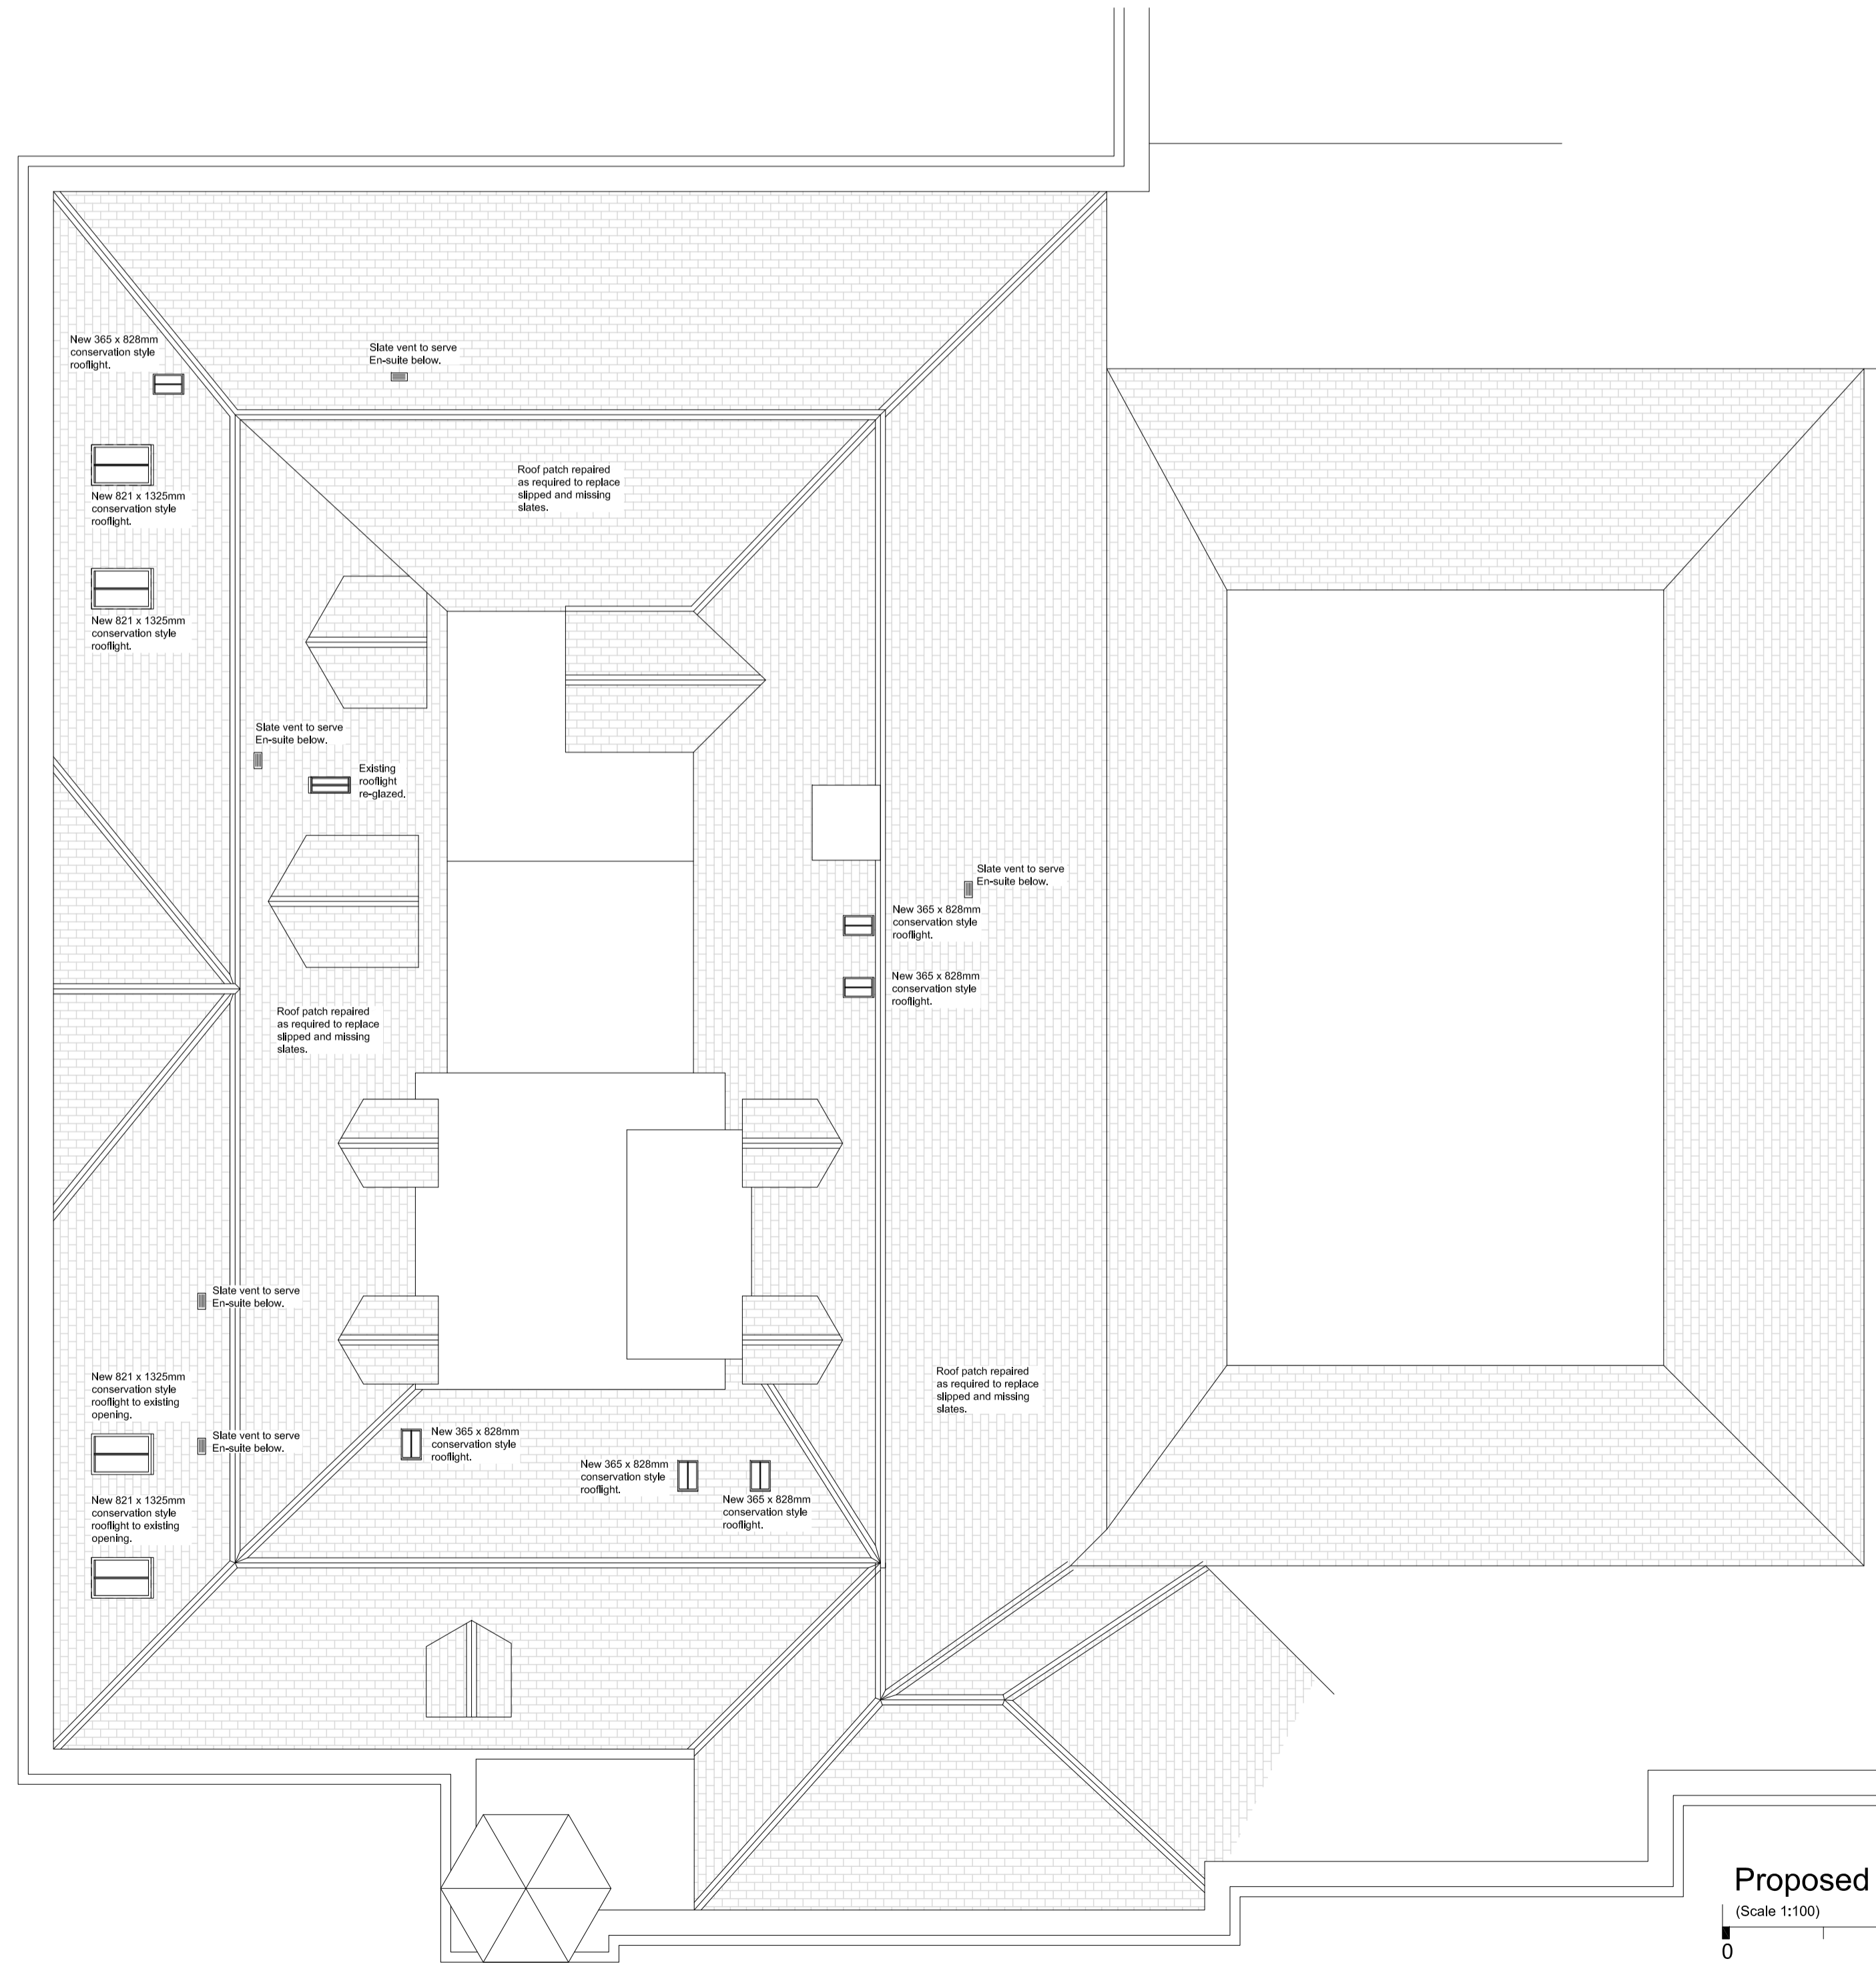 New 365 x 828mm
conservation style
rooflight.
Slate vent to serve
En-suite below.
New 821 x 1325mm
conservation style
rooflight.
Roof patch repaired
as required to replace
slipped and missing
slates.
New 821 x 1325mm
conservation style
rooflight.
Slate vent to serve
En-suite below.
Existing
rooflight
re-glazed.
Slate vent to serve
En-suite below.
New 365 x 828mm
conservation style
rooflight.
New 365 x 828mm
conservation style
rooflight.
Roof patch repaired
as required to replace
slipped and missing
slates.
Slate vent to serve
En-suite below.
New 821 x 1325mm
conservation style
rooflight to existing
opening.
Roof patch repaired
as required to replace
slipped and missing
slates.
Slate vent to serve
En-suite below.
New 365 x 828mm
conservation style
rooflight.
New 365 x 828mm
conservation style
rooflight.
New 365 x 828mm
conservation style
rooflight.
New 821 x 1325mm
conservation style
rooflight to existing
opening.
Proposed
(Scale 1:100)
0